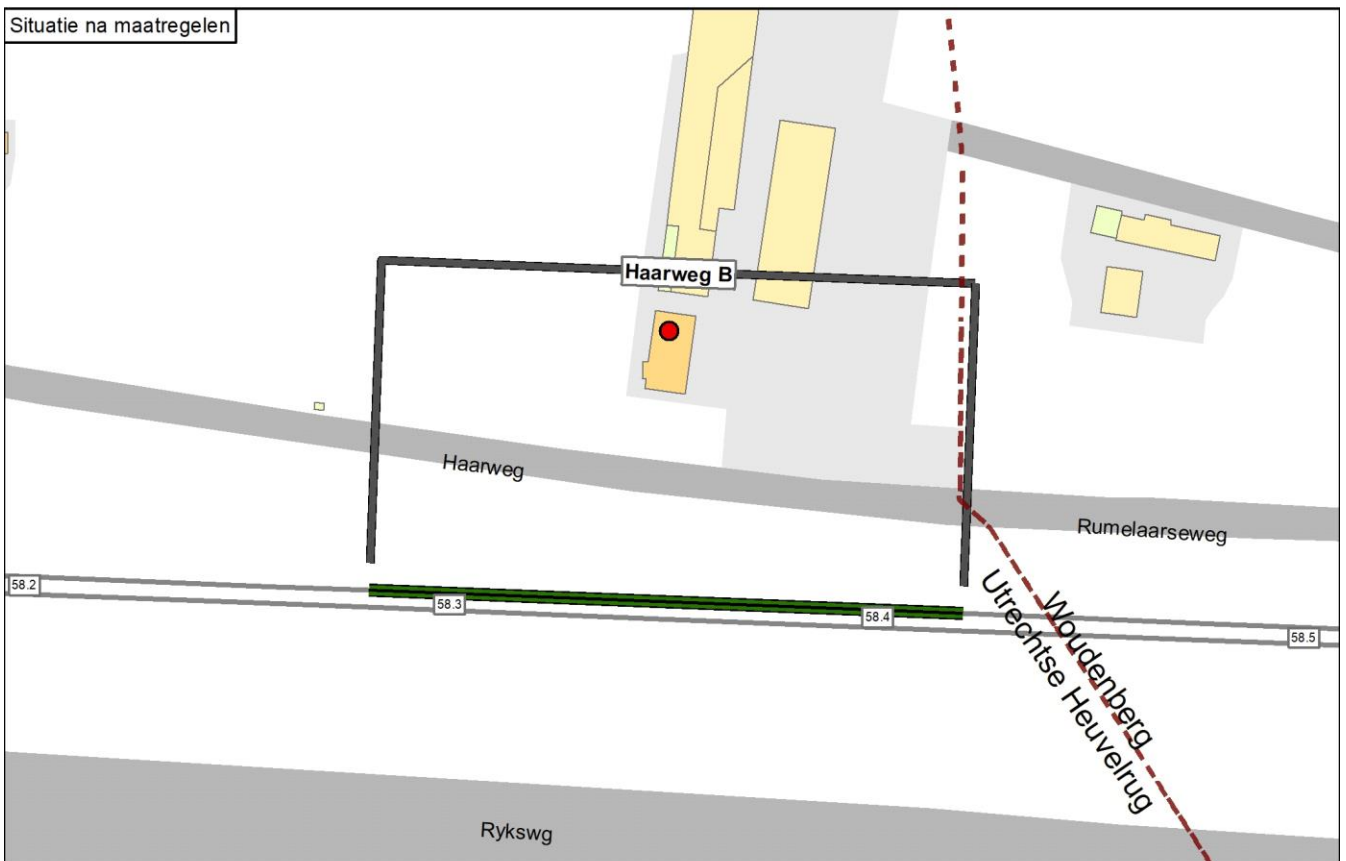 Situatie na maatregelen
Haarweg B
Haarweg
Rumelaarseweg
58.2
58.3
58.4
58.5
Woudenberg
Utrechtse Heuvelrug
Rykswg